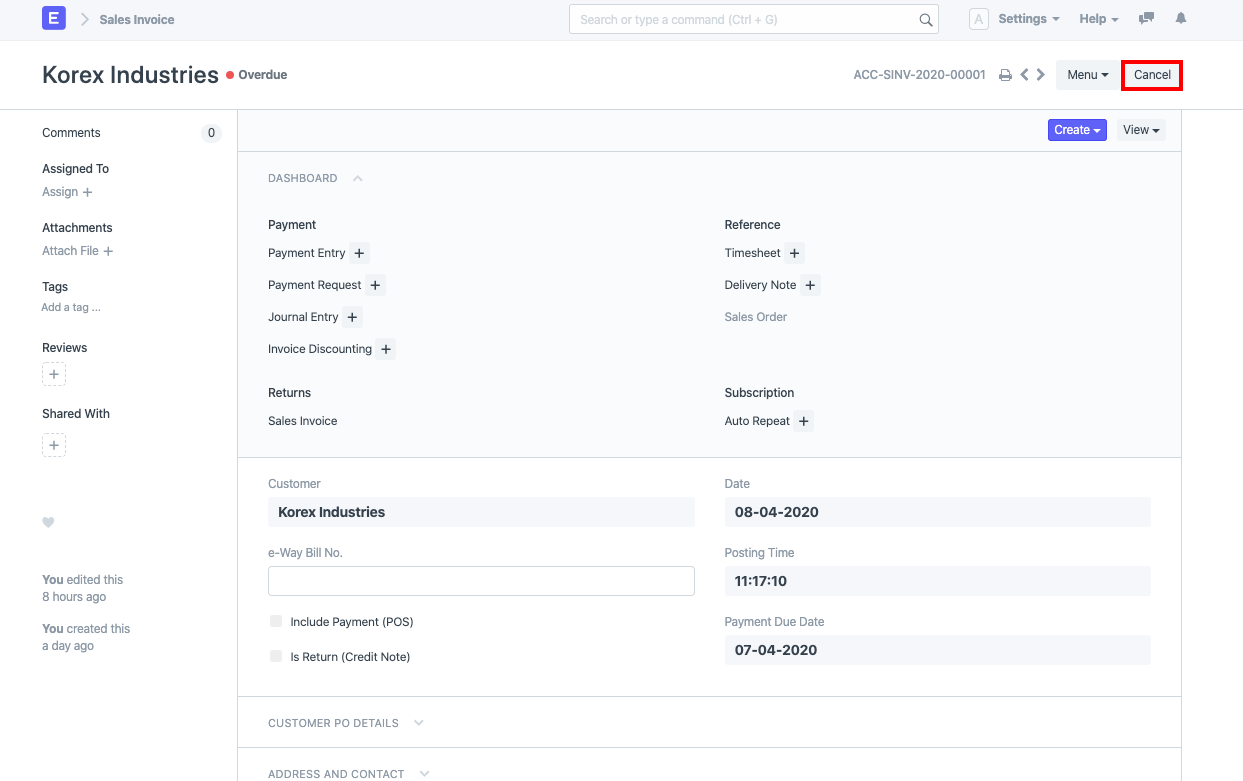 E
Sales Invoice
Search or type a command (Ctrl + G)
A
Settings
Help
Korex Industries
Overdue
ACC-SINV-2020-00001
Menu
Cancel
Comments
0
Assigned To
Assign +
Attachments
Attach File +
Tags
Add a tag ...
Reviews
+
Shared With
+
You edited this
8 hours ago
You created this
a day ago
Create
View
DASHBOARD
Payment
Payment Entry +
Payment Request +
Journal Entry +
Invoice Discounting +
Reference
Timesheet +
Delivery Note +
Sales Order
Returns
Sales Invoice
Subscription
Auto Repeat +
Customer
Korex Industries
e-Way Bill No.
Include Payment (POS)
Is Return (Credit Note)
Date
08-04-2020
Posting Time
11:17:10
Payment Due Date
07-04-2020
CUSTOMER PO DETAILS
ADDRESS AND CONTACT